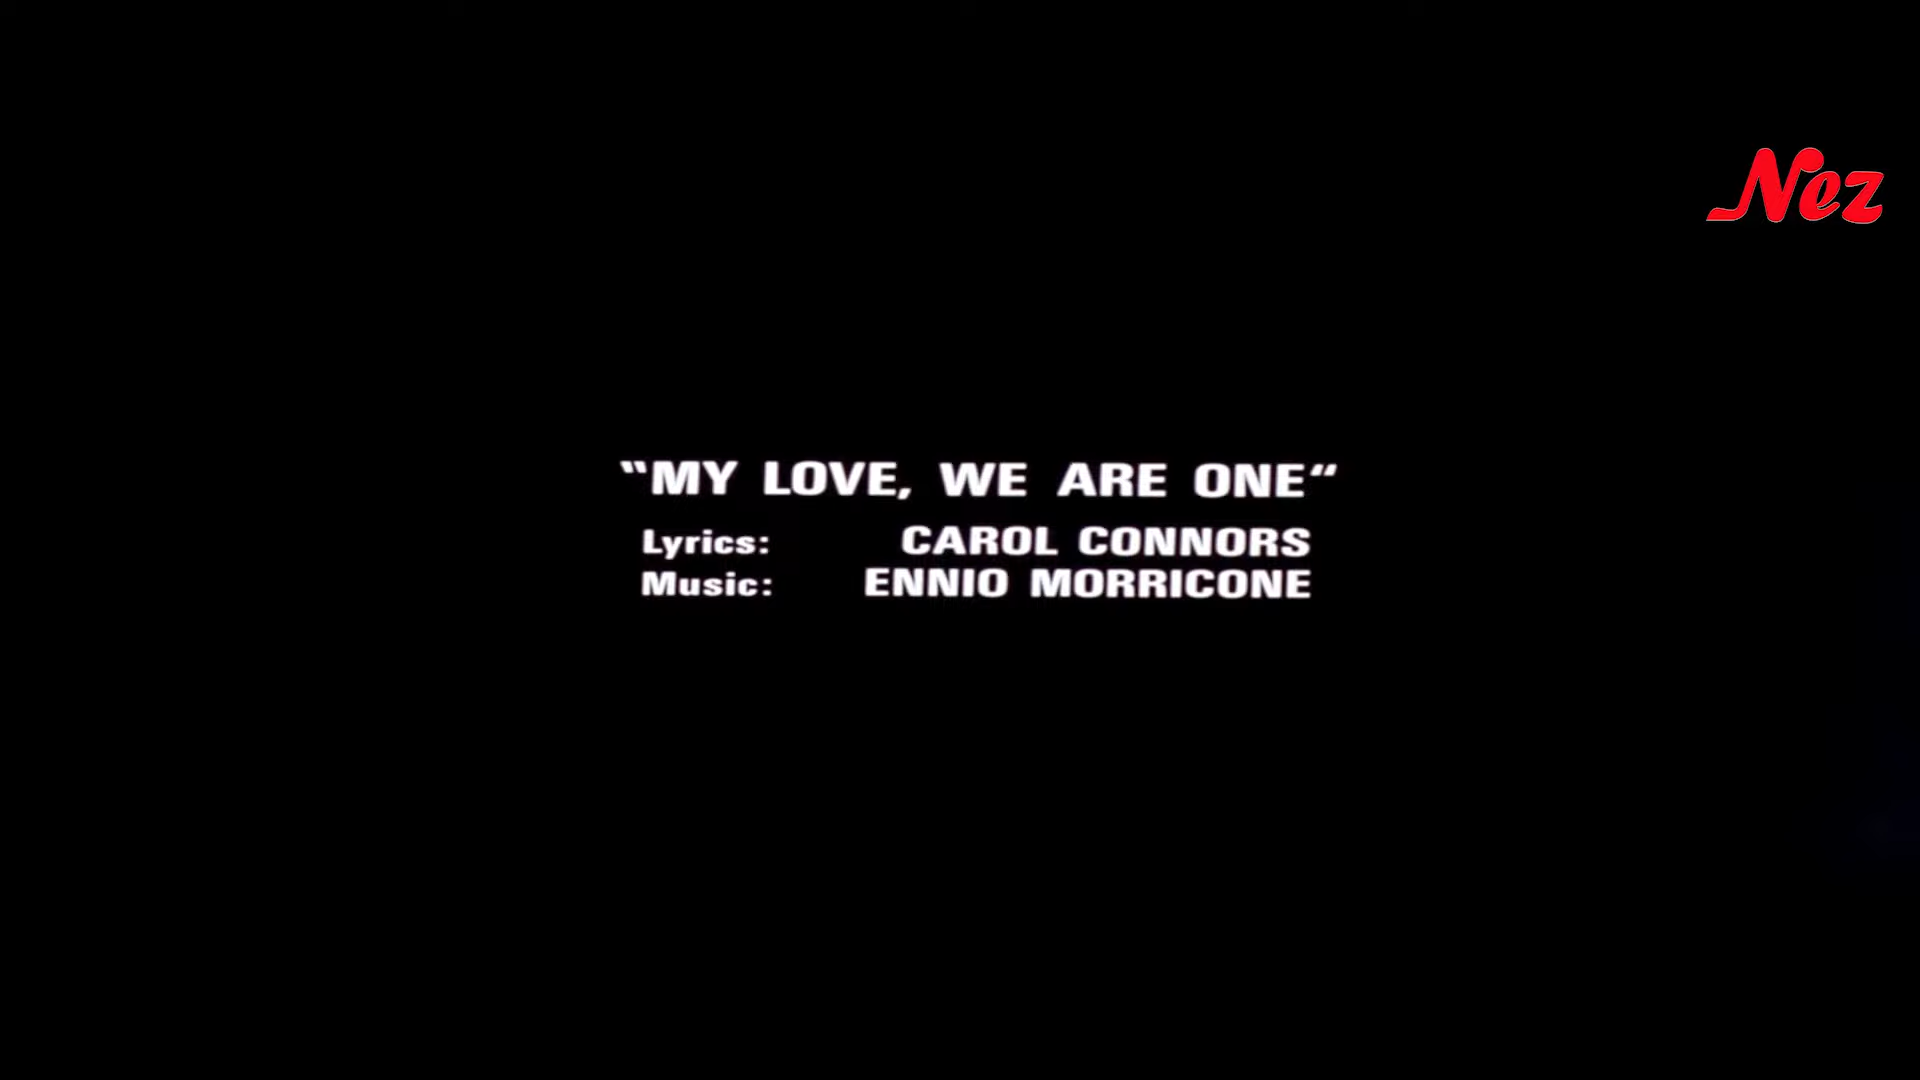 Nez
"MY LOVE, WE ARE ONE"
Lyrics: CAROL CONNORS
Music: ENNIO MORRICONE